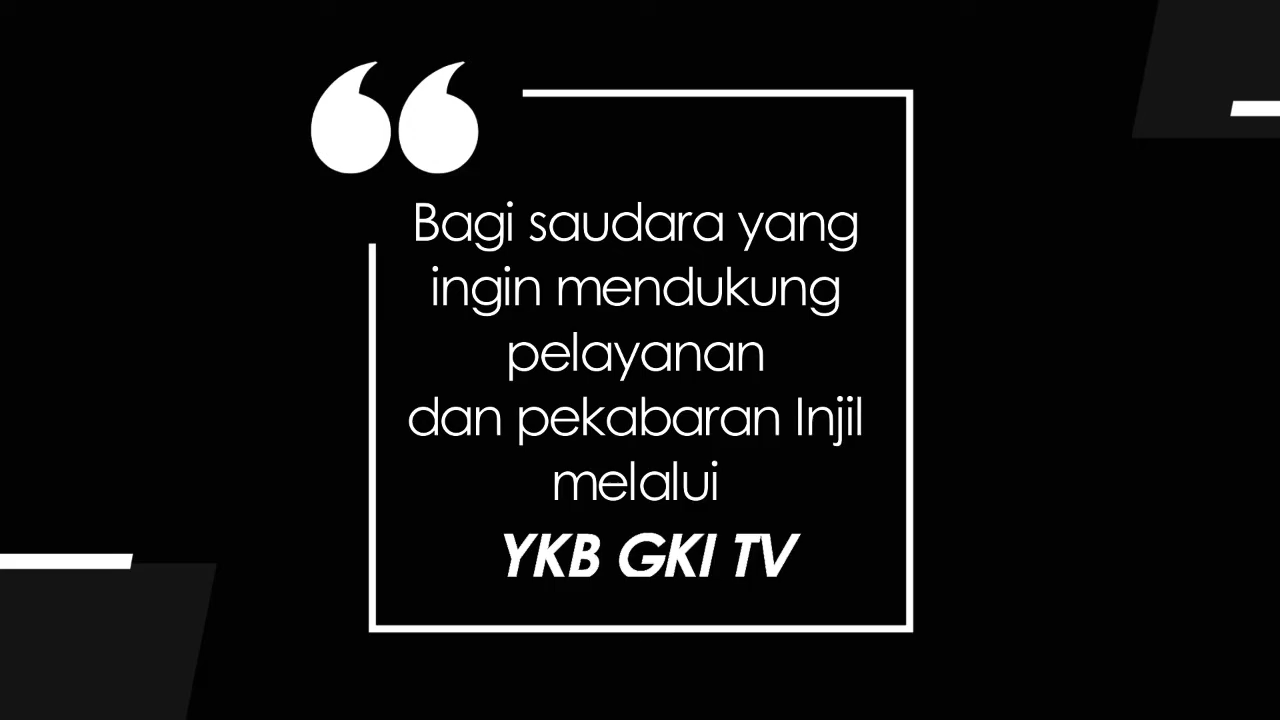 Bagi saudara yang
ingin mendukung
pelayanan
dan pekabaran Injil
melalui
YKB GKI TV